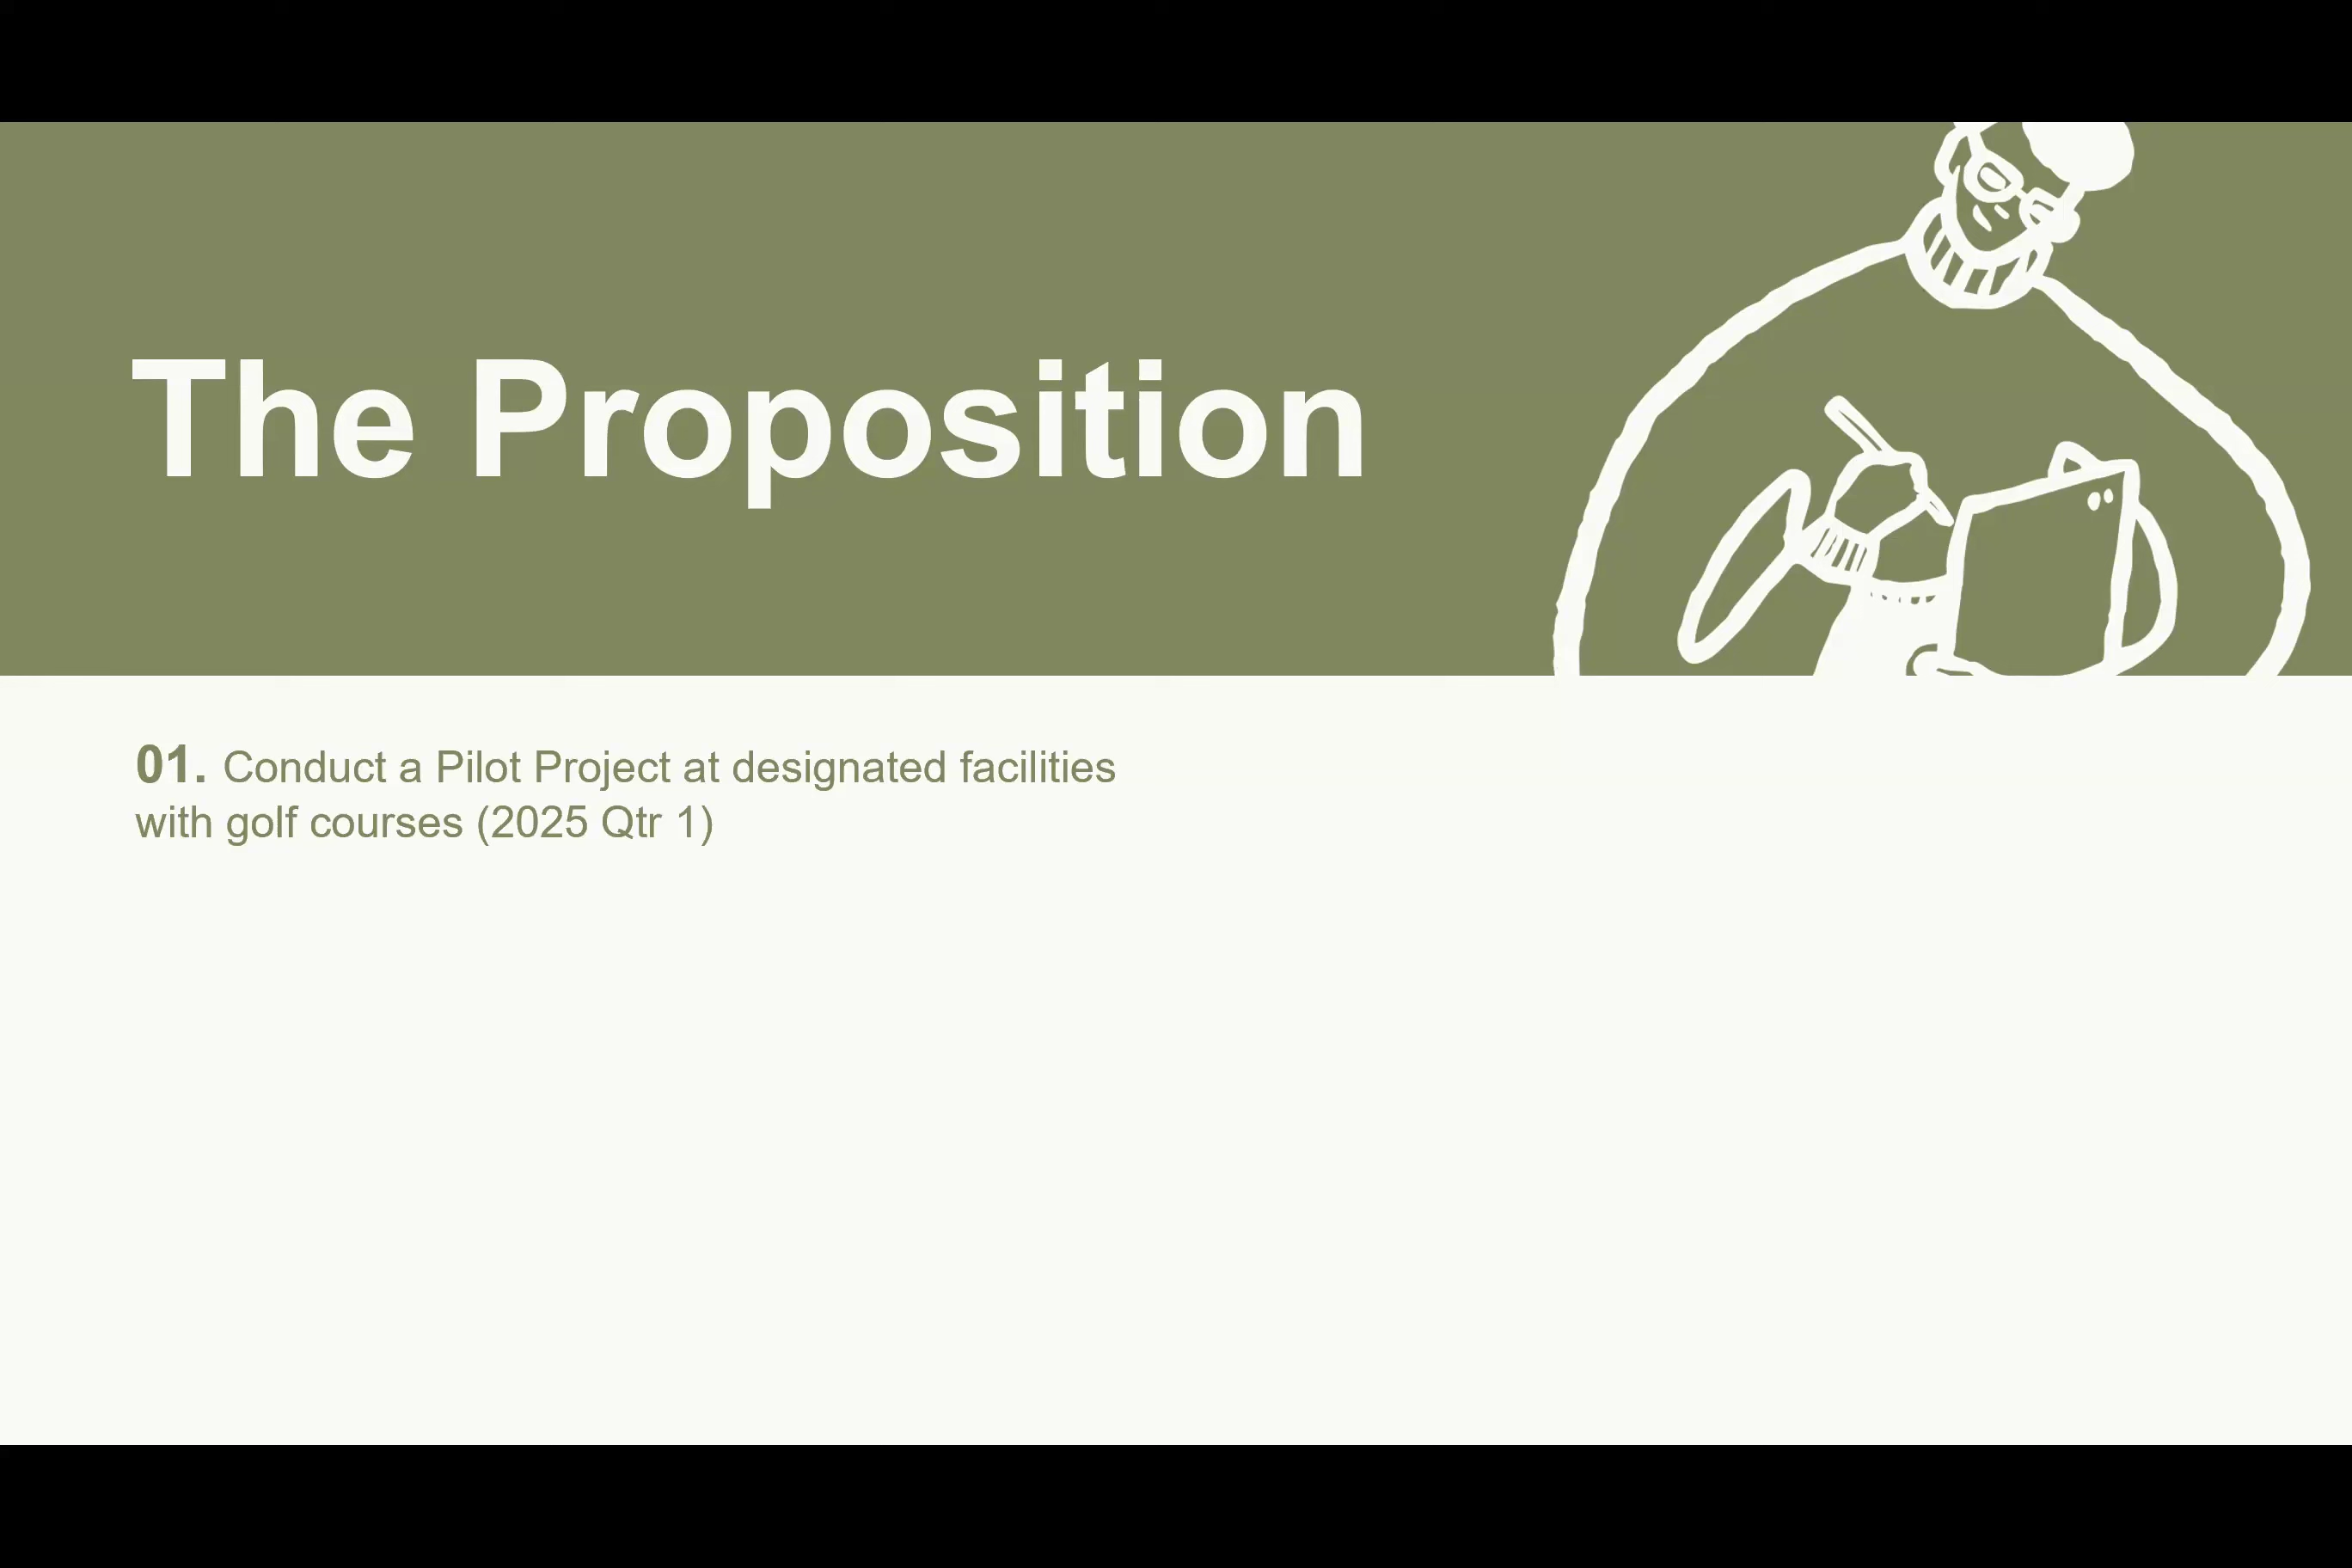 The Proposition
01. Conduct a Pilot Project at designated facilities
with golf courses (2025 Qtr 1)